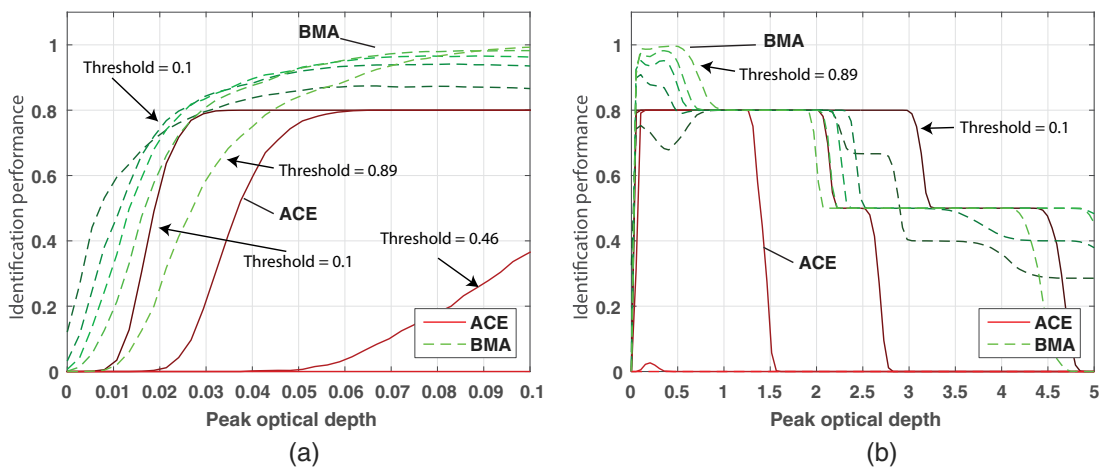 BMA
1
Threshold = 0.1
0.8
0.6
Threshold = 0.89
ACE
0.4
Threshold = 0.46
Threshold = 0.1
0.2
ACE
BMA
0
0 0.01 0.02 0.03 0.04 0.05 0.06 0.07 0.08 0.09 0.1
Identification performance
Peak optical depth
(a)
BMA
1
Threshold = 0.89
0.8
Threshold = 0.1
0.6
0.4
ACE
0.2
ACE
BMA
0
0 0.5 1 1.5 2 2.5 3 3.5 4 4.5 5
Identification performance
Peak optical depth
(b)